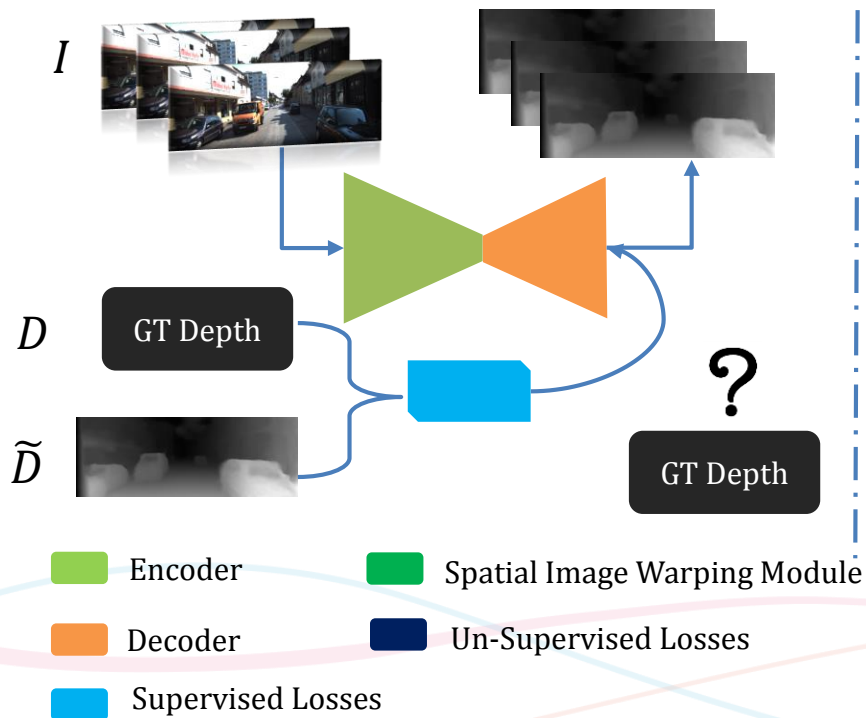 I
D
GT Depth
D̃
?
GT Depth
Encoder
Spatial Image Warping Module
Decoder
Un-Supervised Losses
Supervised Losses